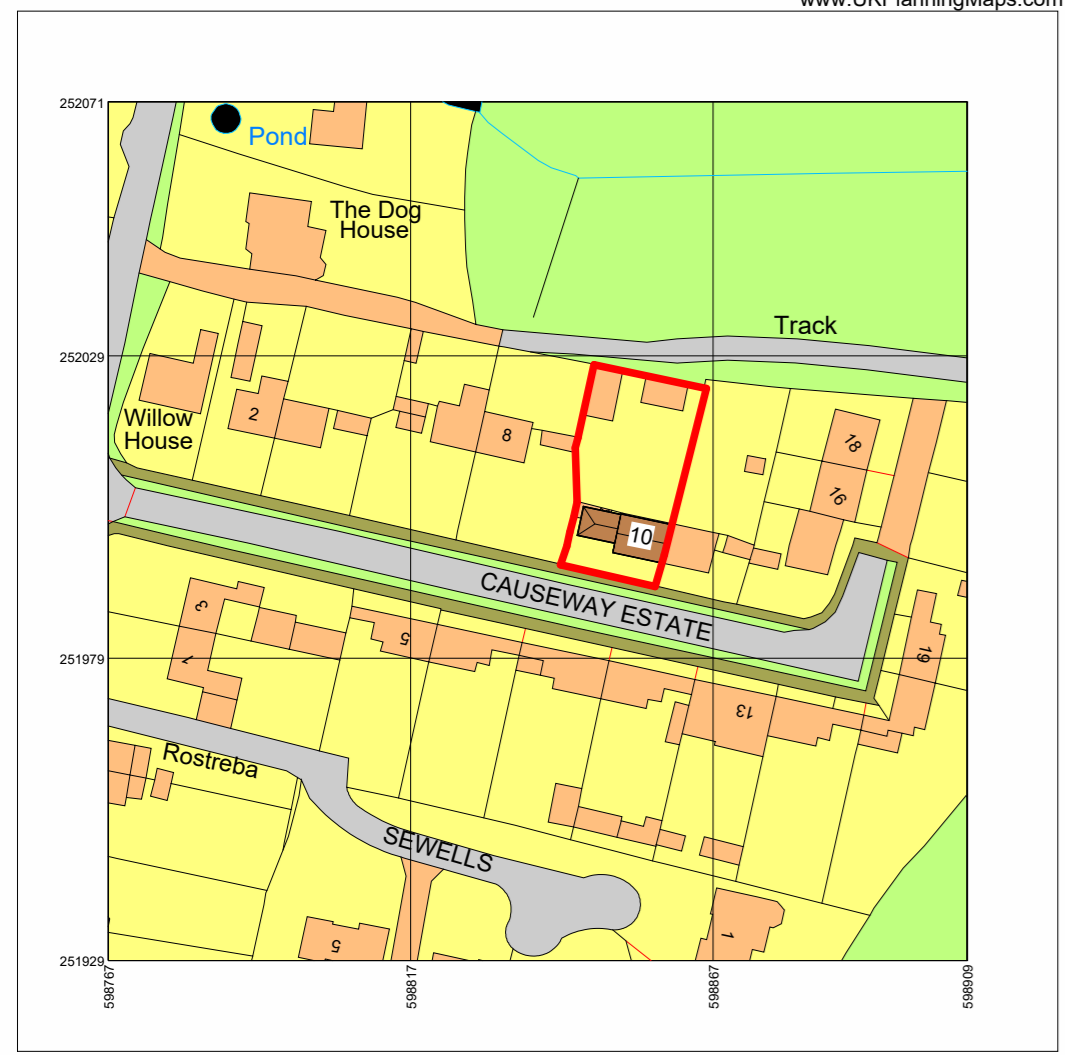 www.UKPlanningMaps.com
252071
Pond
The Dog
House
Track
252029
18
Willow
House
2
8
16
10
CAUSEWAY ESTATE
3
5
19
251979
1
13
Rostreba
SEWELLS
5
1
251929
598767
598817
598867
598909